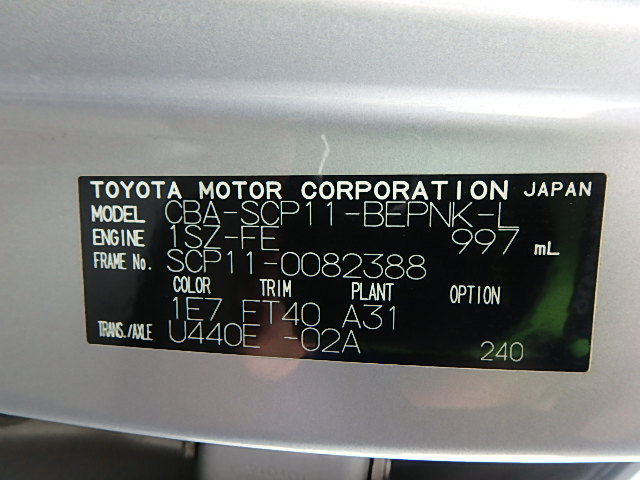 TOYOTA MOTOR CORPORATION JAPAN
MODEL CBA-SCP11-BEPNK-L
ENGINE 1SZ-FE 997 mL
FRAME No. SCP11-0082388
COLOR TRIM PLANT OPTION
1E7 FT40 A31
TRANS./AXLE U440E -02A
240